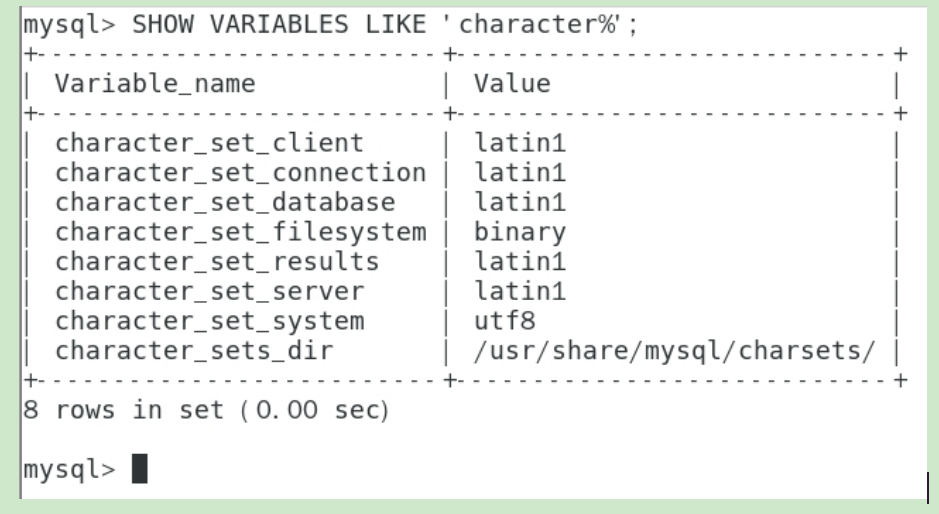 mysql> SHOW VARIABLES LIKE 'character%';
+--------------------------+----------------------------+
| Variable_name            | Value                      |
+--------------------------+----------------------------+
| character_set_client     | latin1                     |
| character_set_connection | latin1                     |
| character_set_database   | latin1                     |
| character_set_filesystem | binary                     |
| character_set_results    | latin1                     |
| character_set_server     | latin1                     |
| character_set_system     | utf8                       |
| character_sets_dir       | /usr/share/mysql/charsets/ |
+--------------------------+----------------------------+
8 rows in set (0.00 sec)
mysql>